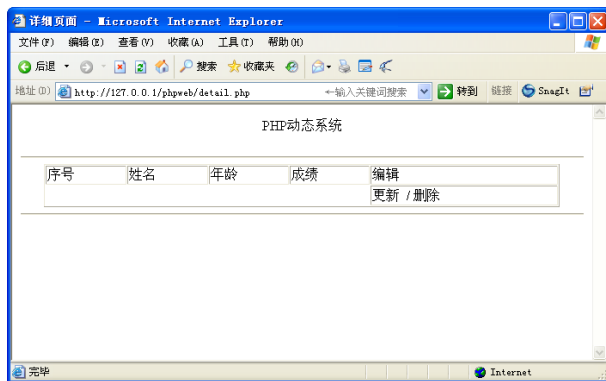 详细页面 - Microsoft Internet Explorer
文件(F) 编辑(E) 查看(V) 收藏(A) 工具(T) 帮助(H)
后退 搜索 收藏夹
地址(D) http://127.0.0.1/phpweb/detail.php ←输入关键词搜索 转到 链接 SnagIt
PHP动态系统
序号 姓名 年龄 成绩 编辑
更新 /删除
完毕 Internet